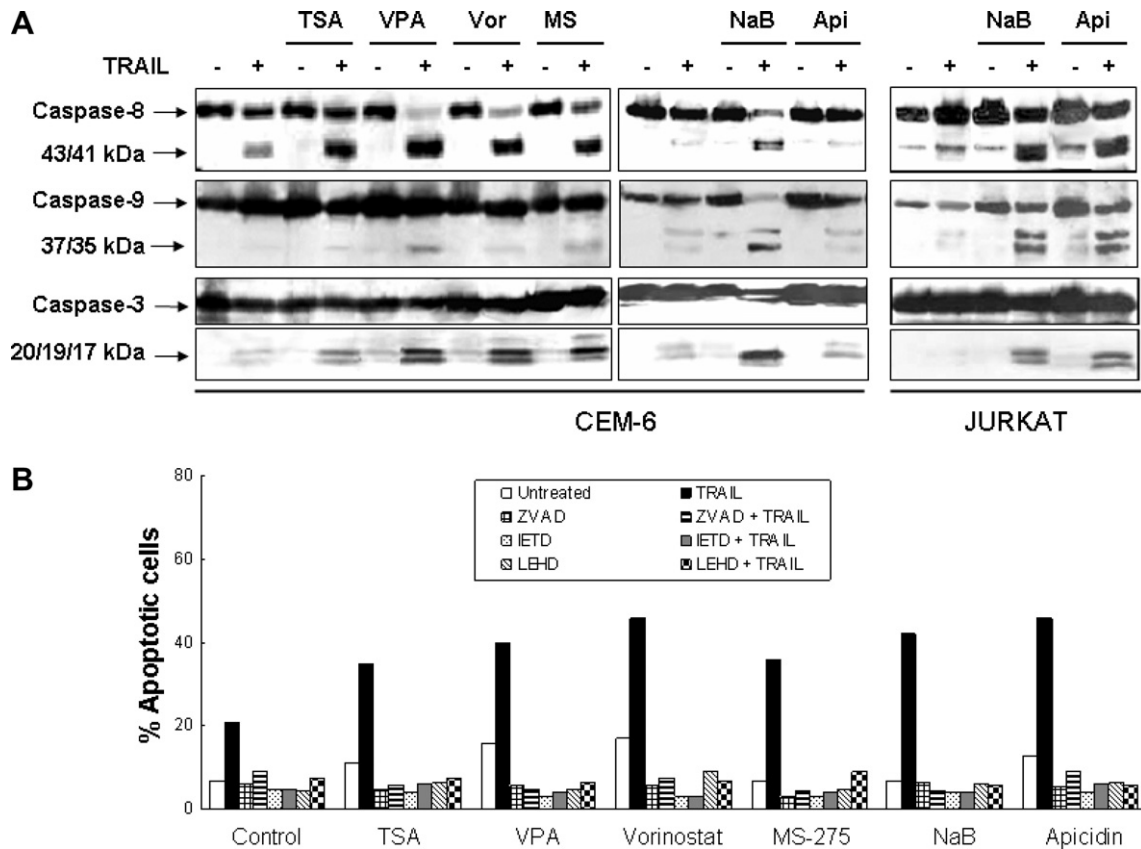 A
TSA VPA Vor MS NaB Api NaB Api
TRAIL - + - + - + - + - + - + - + - + - + - + - +
Caspase-8
43/41 kDa
Caspase-9
37/35 kDa
Caspase-3
20/19/17 kDa
CEM-6 JURKAT
B
% Apoptotic cells
80
60
40
20
0
Untreated TRAIL
ZVAD ZVAD + TRAIL
IETD IETD + TRAIL
LEHD LEHD + TRAIL
Control TSA VPA Vorinostat MS-275 NaB Apicidin